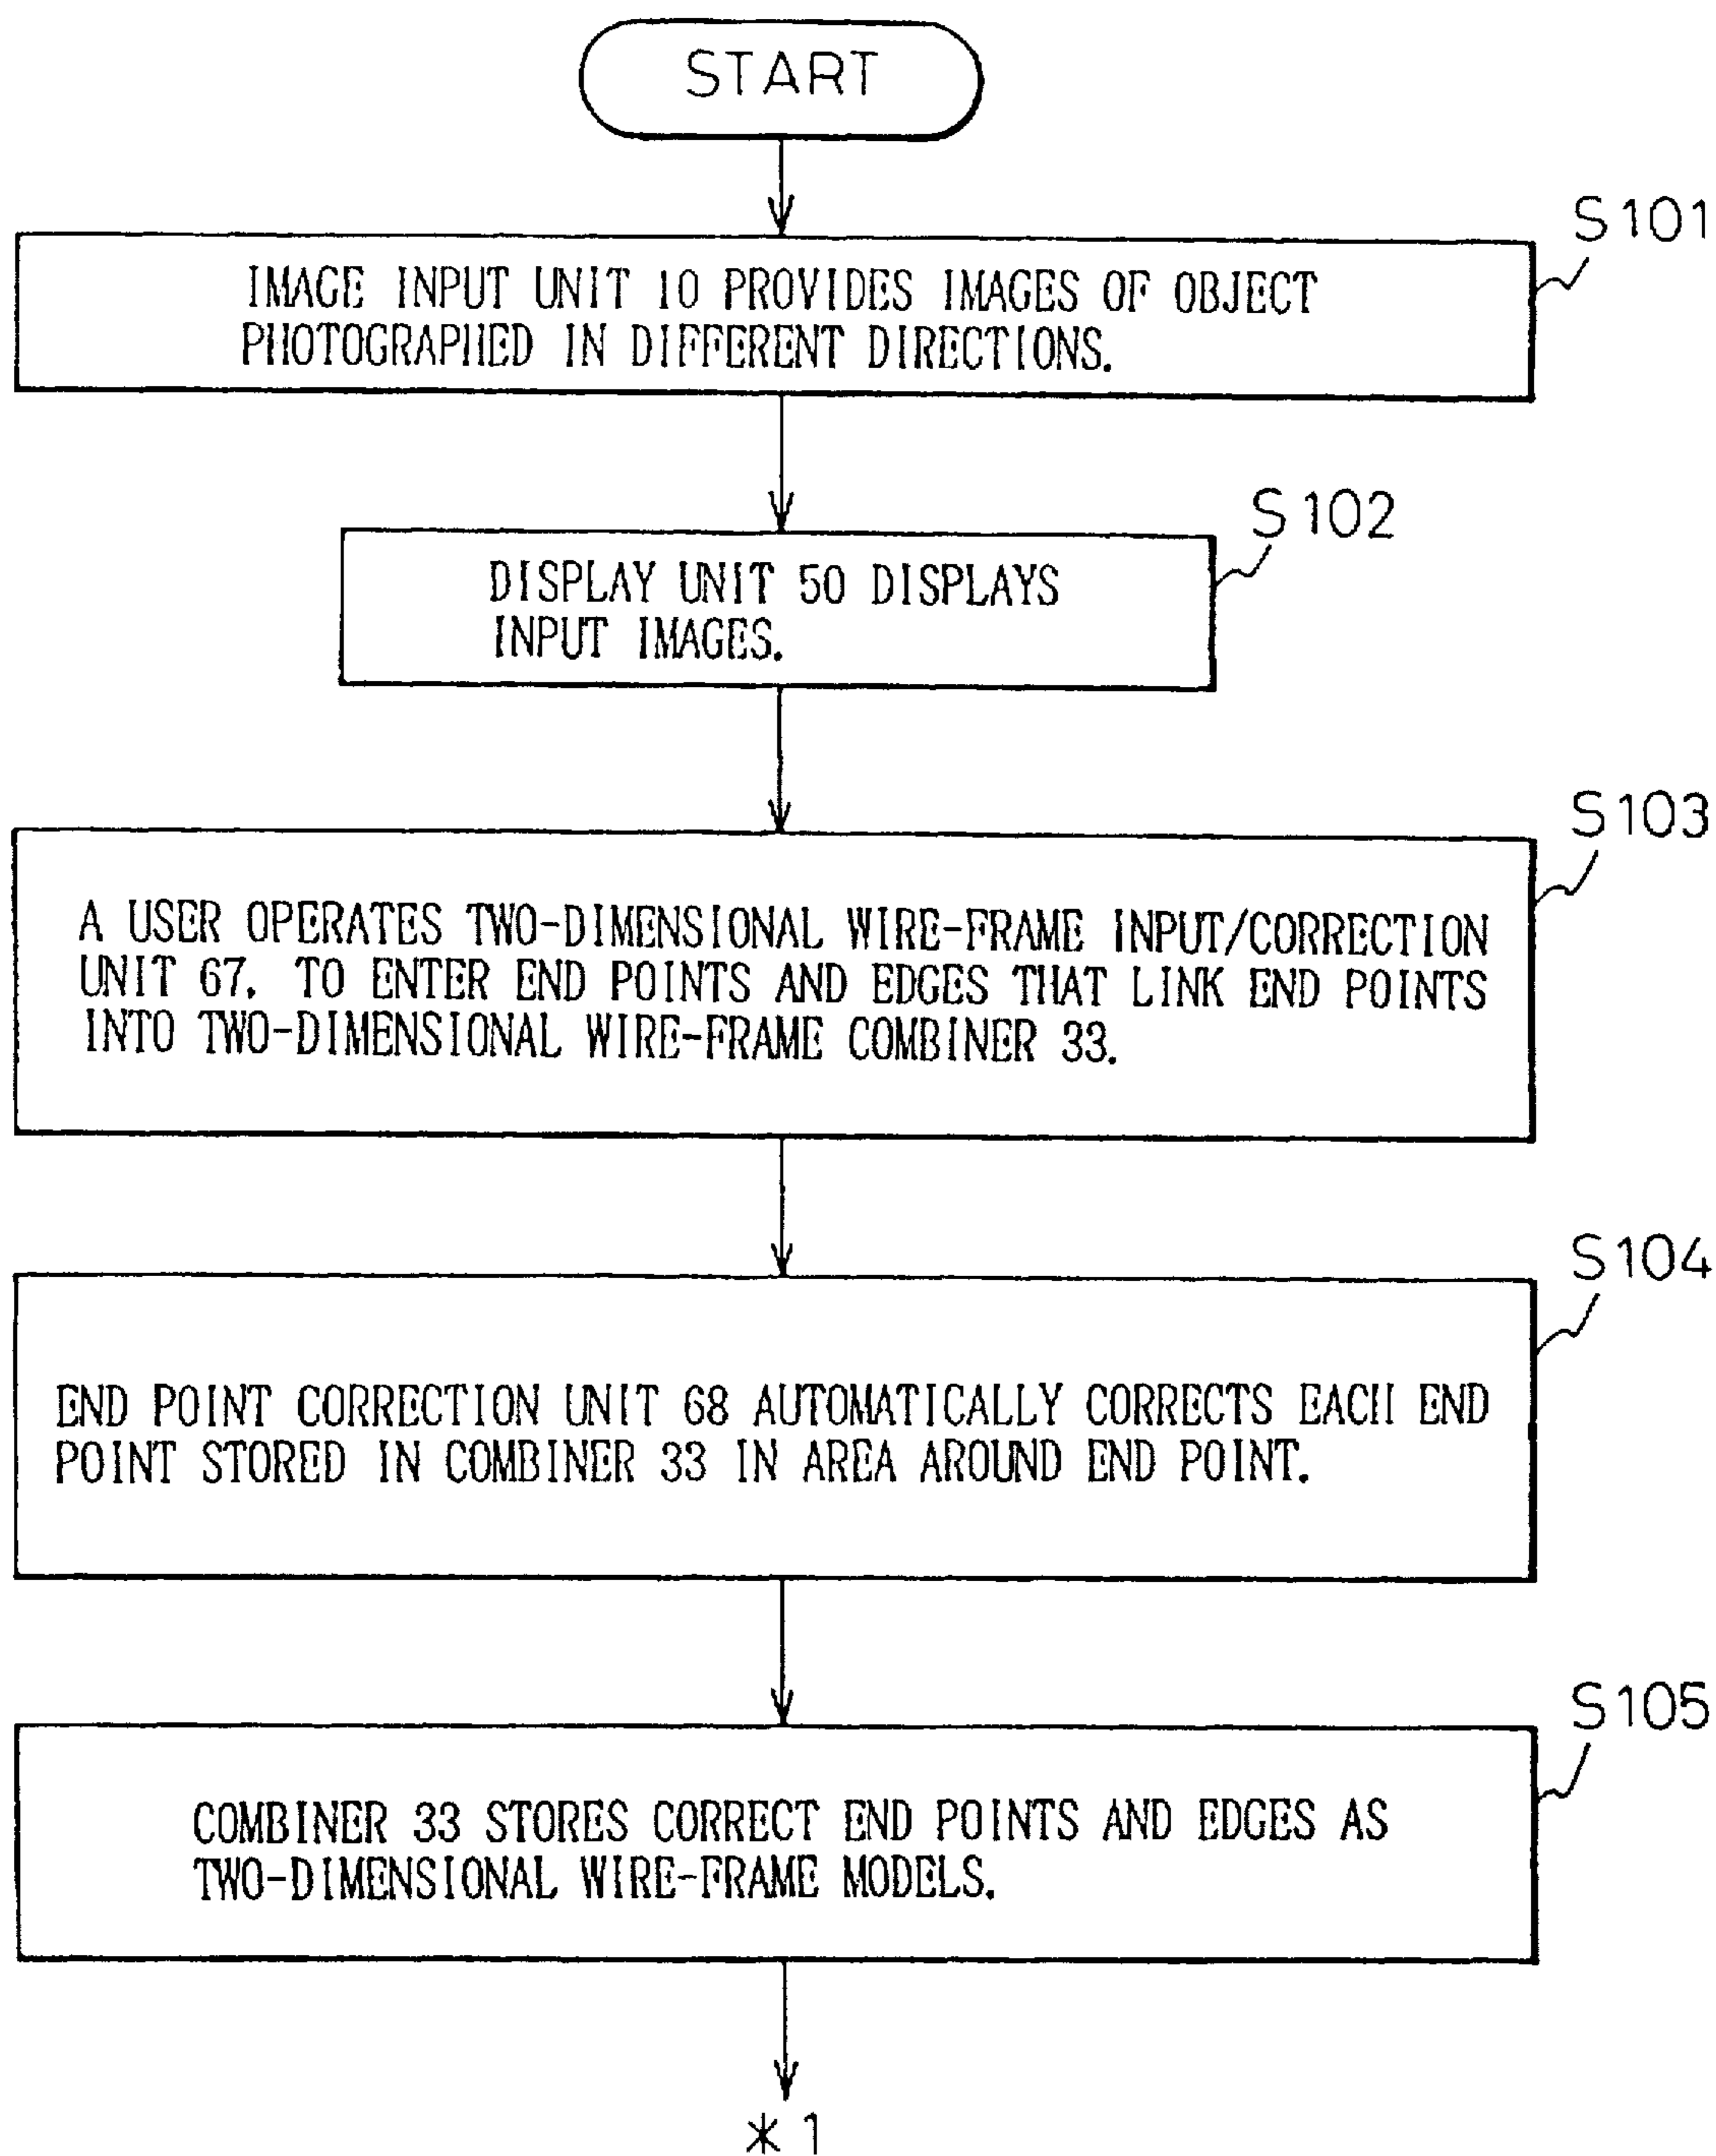 START
S101
IMAGE INPUT UNIT 10 PROVIDES IMAGES OF OBJECT
PHOTOGRAPHED IN DIFFERENT DIRECTIONS.
S102
DISPLAY UNIT 50 DISPLAYS
INPUT IMAGES.
S103
A USER OPERATES TWO-DIMENSIONAL WIRE-FRAME INPUT/CORRECTION
UNIT 67. TO ENTER END POINTS AND EDGES THAT LINK END POINTS
INTO TWO-DIMENSIONAL WIRE-FRAME COMBINER 33.
S104
END POINT CORRECTION UNIT 68 AUTOMATICALLY CORRECTS EACH END
POINT STORED IN COMBINER 33 IN AREA AROUND END POINT.
S105
COMBINER 33 STORES CORRECT END POINTS AND EDGES AS
TWO-DIMENSIONAL WIRE-FRAME MODELS.
*1